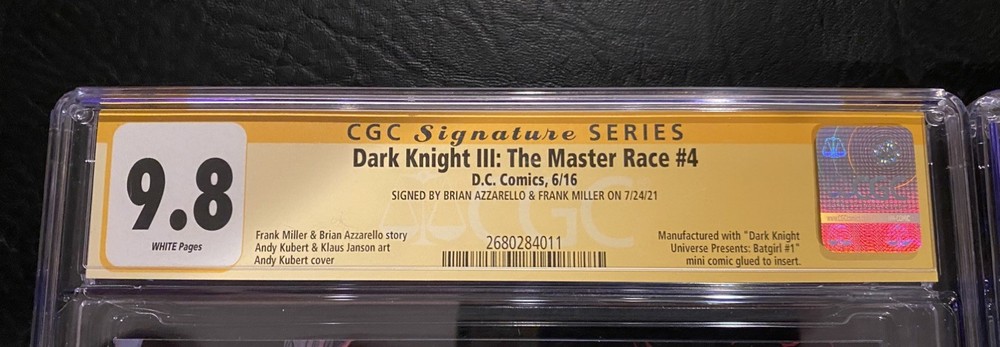 CGC Signature SERIES
Dark Knight III: The Master Race #4
D.C. Comics, 6/16
SIGNED BY BRIAN AZZARELLO & FRANK MILLER ON 7/24/21
9.8
WHITE Pages
Frank Miller & Brian Azzarello story
Andy Kubert & Klaus Janson art
Andy Kubert cover
2680284011
Manufactured with "Dark Knight
Universe Presents: Batgirl #1"
mini comic glued to insert.
CGC
CGC